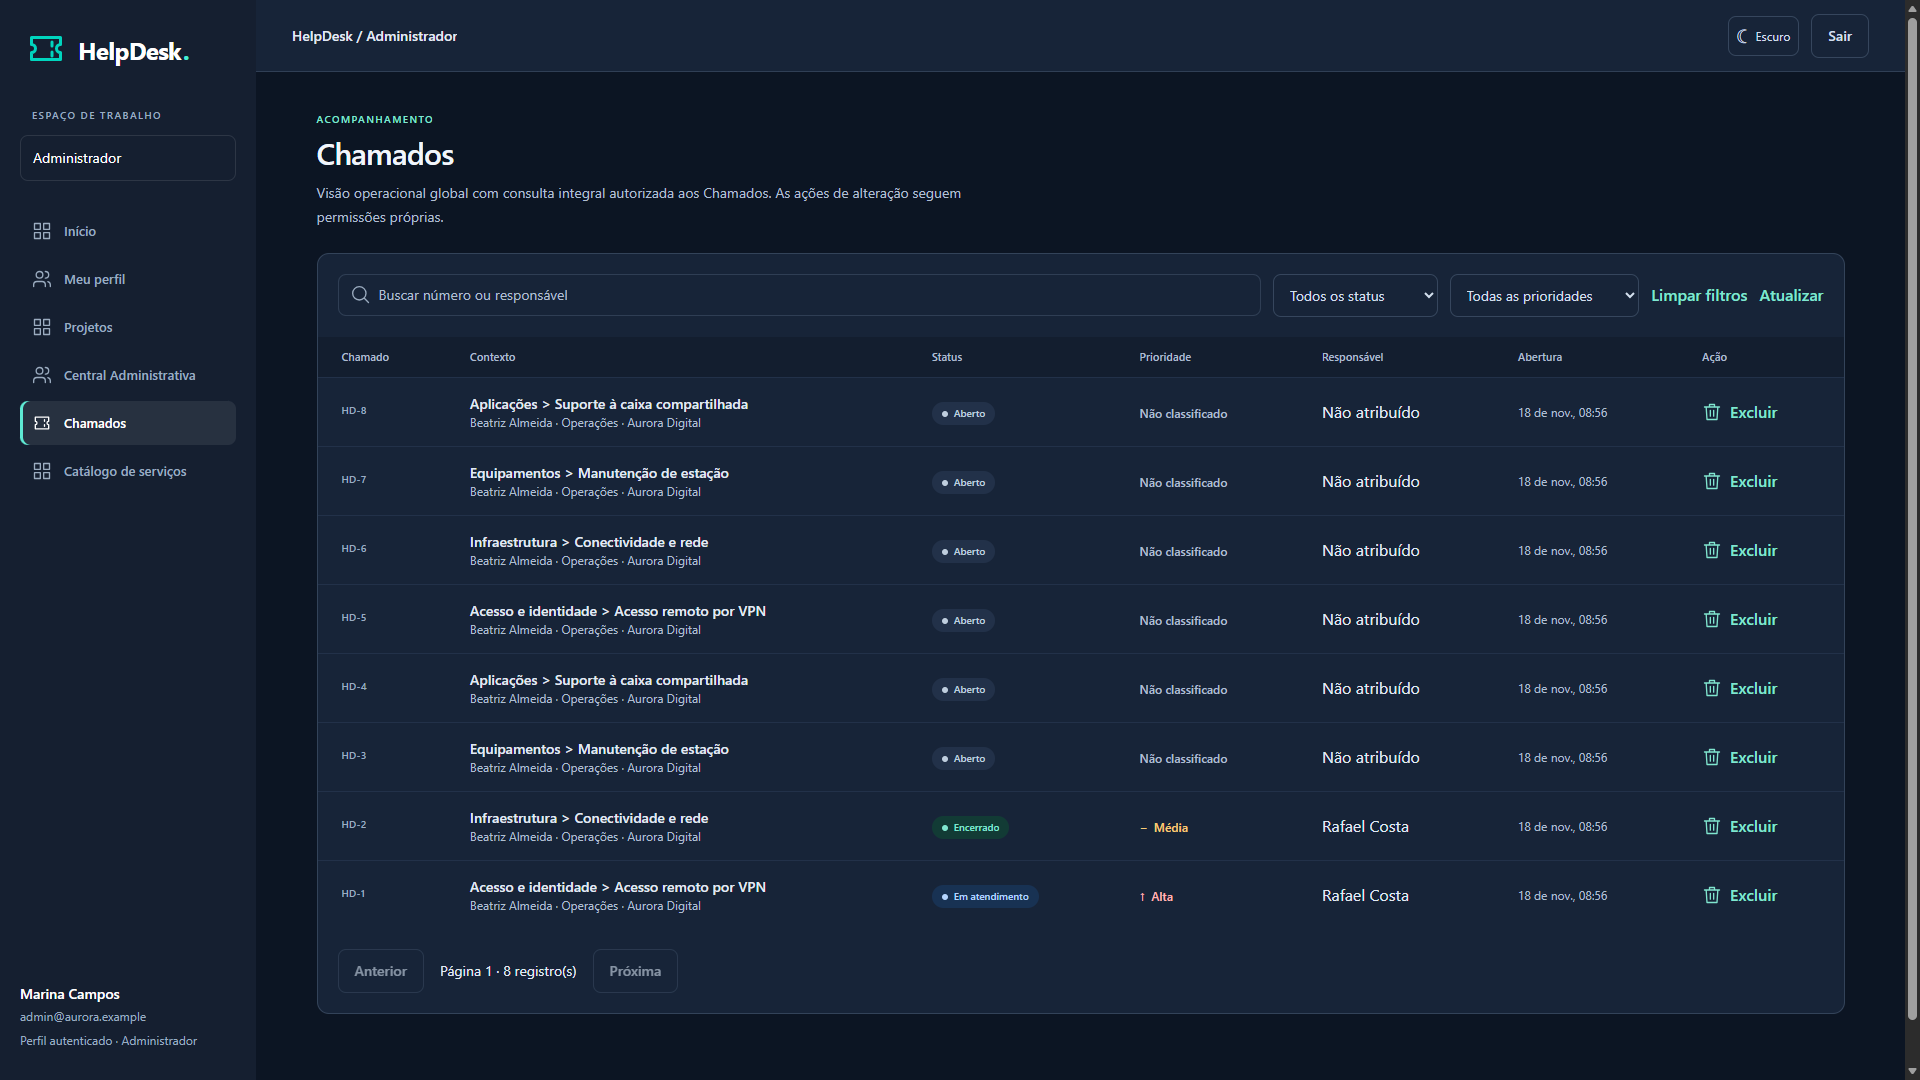 HelpDesk.
ESPAÇO DE TRABALHO
Administrador
Início
Meu perfil
Projetos
Central Administrativa
Chamados
Catálogo de serviços
Marina Campos
admin@aurora.example
Perfil autenticado · Administrador
HelpDesk / Administrador
Escuro
Sair
ACOMPANHAMENTO
Chamados
Visão operacional global com consulta integral autorizada aos Chamados. As ações de alteração seguem
permissões próprias.
Buscar número ou responsável
Todos os status
Todas as prioridades
Limpar filtros
Atualizar
Chamado Contexto Status Prioridade Responsável Abertura Ação
HD-8 Aplicações > Suporte à caixa compartilhada Aberto Não classificado Não atribuído 18 de nov., 08:56 Excluir
Beatriz Almeida · Operações · Aurora Digital
HD-7 Equipamentos > Manutenção de estação Aberto Não classificado Não atribuído 18 de nov., 08:56 Excluir
Beatriz Almeida · Operações · Aurora Digital
HD-6 Infraestrutura > Conectividade e rede Aberto Não classificado Não atribuído 18 de nov., 08:56 Excluir
Beatriz Almeida · Operações · Aurora Digital
HD-5 Acesso e identidade > Acesso remoto por VPN Aberto Não classificado Não atribuído 18 de nov., 08:56 Excluir
Beatriz Almeida · Operações · Aurora Digital
HD-4 Aplicações > Suporte à caixa compartilhada Aberto Não classificado Não atribuído 18 de nov., 08:56 Excluir
Beatriz Almeida · Operações · Aurora Digital
HD-3 Equipamentos > Manutenção de estação Aberto Não classificado Não atribuído 18 de nov., 08:56 Excluir
Beatriz Almeida · Operações · Aurora Digital
HD-2 Infraestrutura > Conectividade e rede Encerrado – Média Rafael Costa 18 de nov., 08:56 Excluir
Beatriz Almeida · Operações · Aurora Digital
HD-1 Acesso e identidade > Acesso remoto por VPN Em atendimento ↑ Alta Rafael Costa 18 de nov., 08:56 Excluir
Beatriz Almeida · Operações · Aurora Digital
Anterior Página 1 · 8 registro(s) Próxima